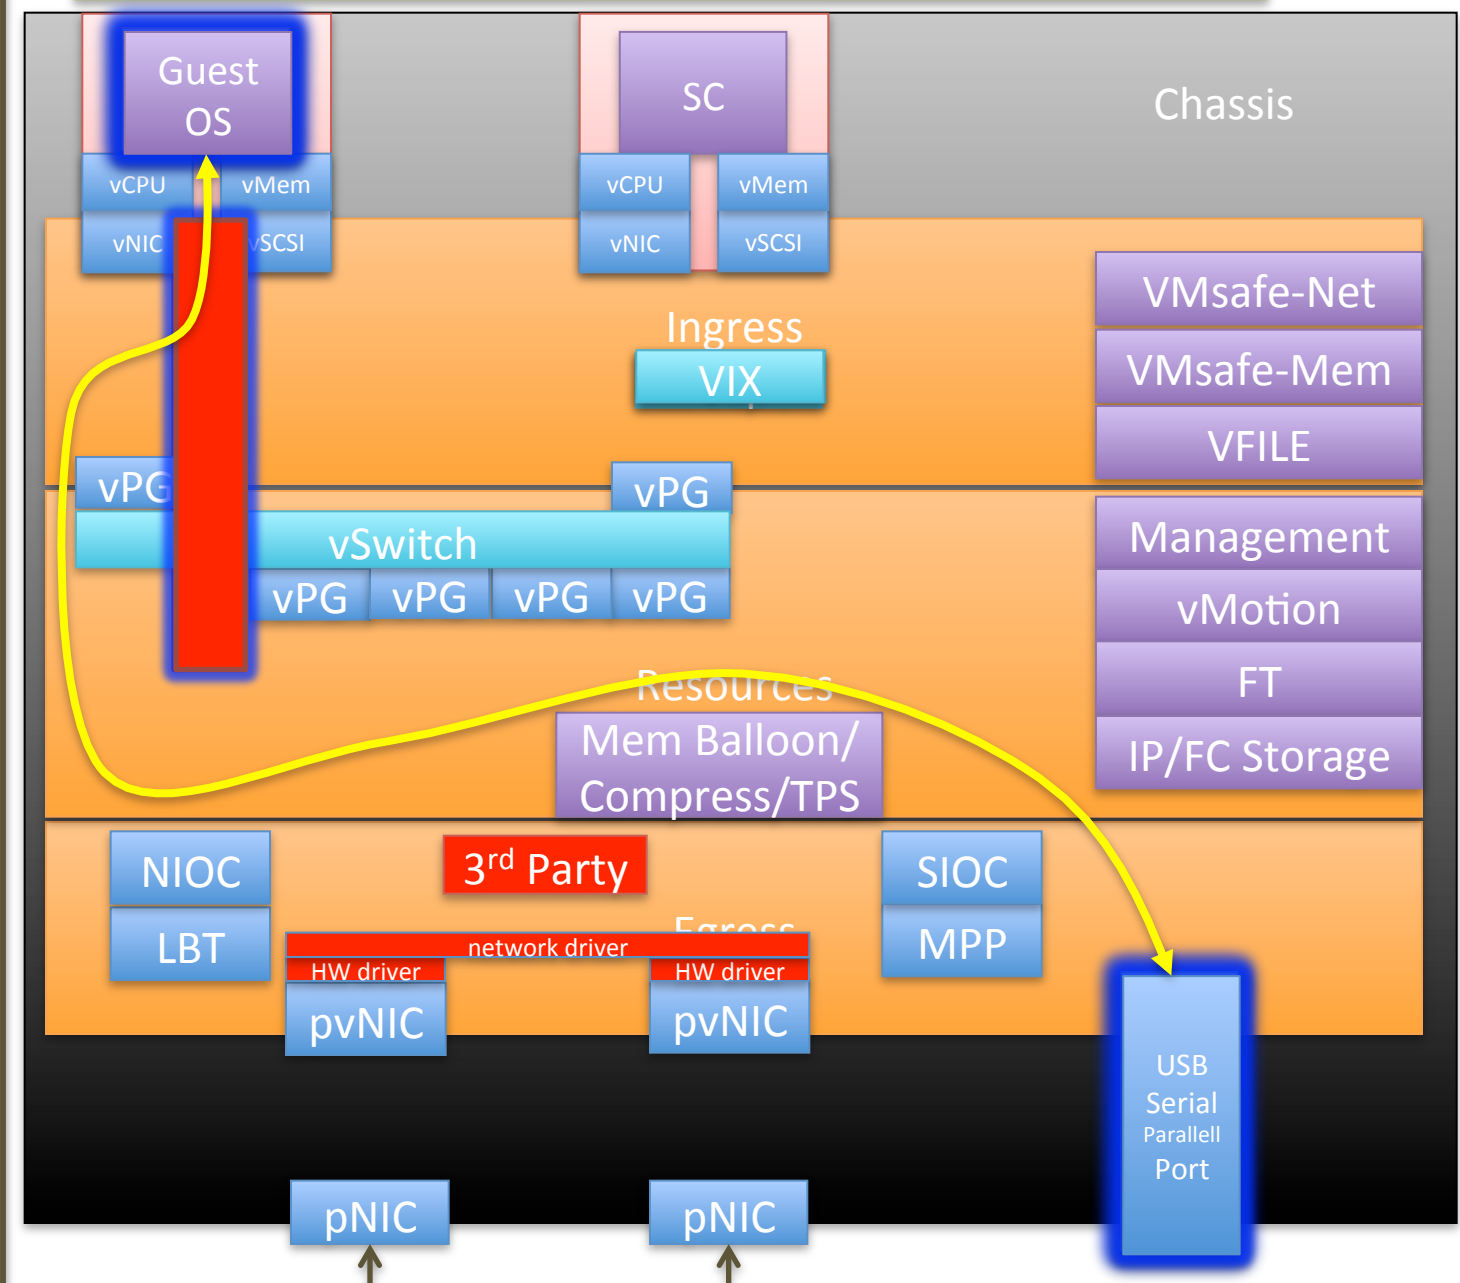 Guest
OS
SC
Chassis
vCPU
vMem
vCPU
vMem
vNIC
vSCSI
vNIC
vSCSI
VMsafe-Net
Ingress
VMsafe-Mem
VIX
VFILE
vPG
vPG
vSwitch
Management
vPG
vPG
vPG
vPG
vMotion
Resources
FT
Mem Balloon/
Compress/TPS
IP/FC Storage
NIOC
3rd Party
SIOC
LBT
Egress
network driver
MPP
HW driver
HW driver
pvNIC
pvNIC
USB
Serial
Parallell
Port
pNIC
pNIC